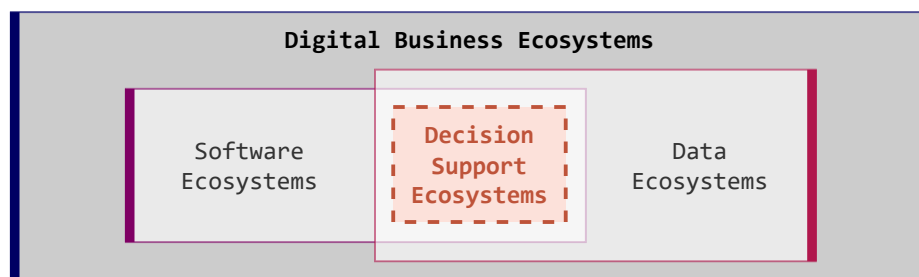 Digital Business Ecosystems
Software
Ecosystems
Decision
Support
Ecosystems
Data
Ecosystems